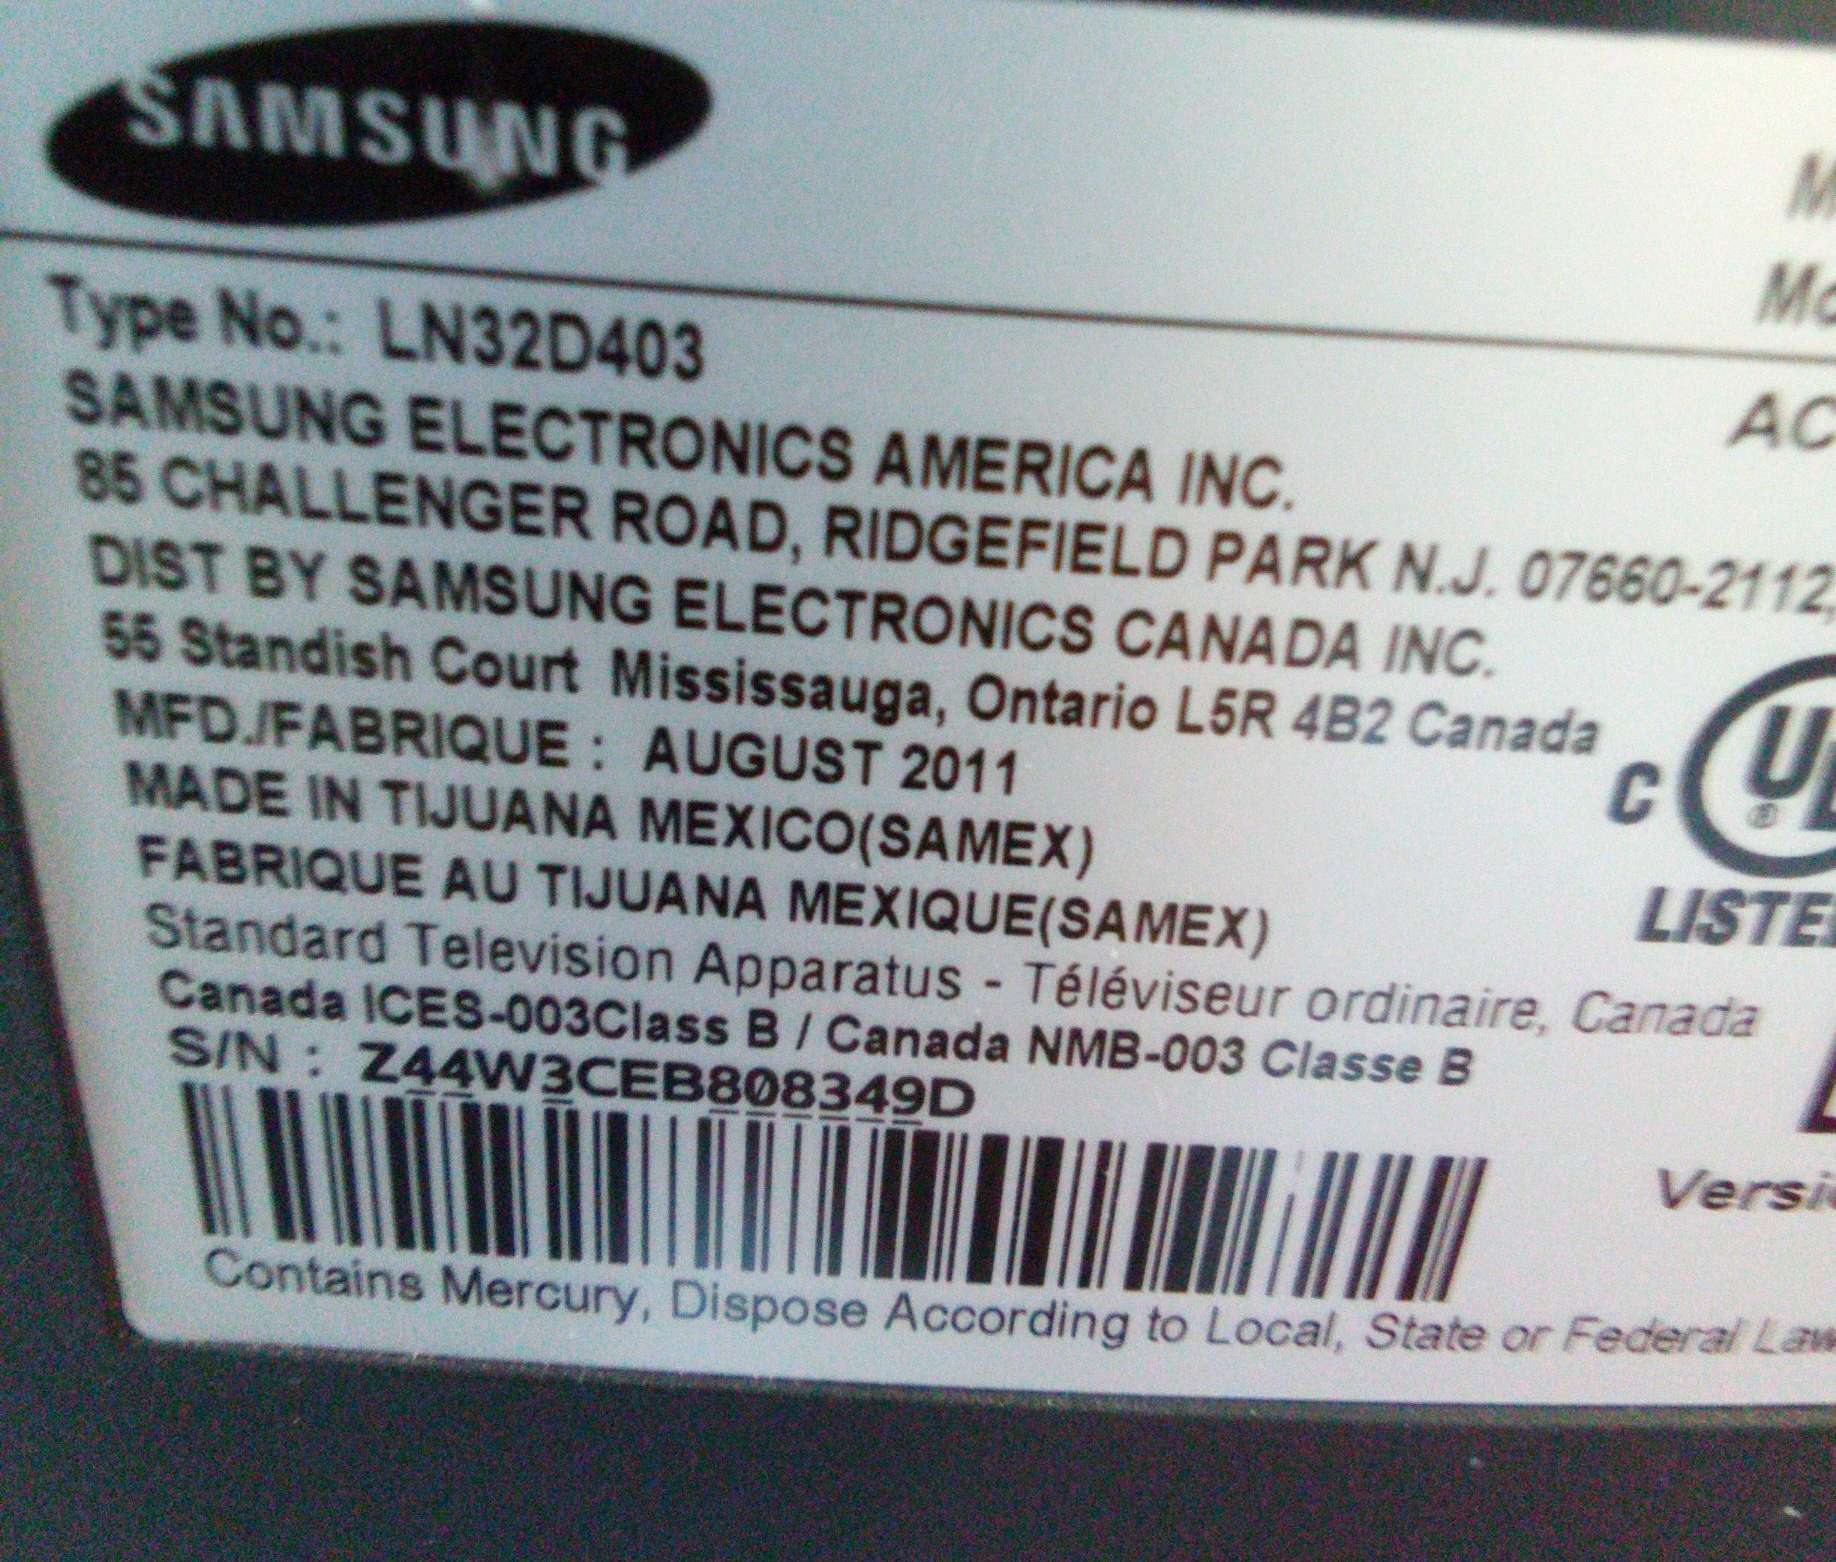 SAMSUNG
Type No.: LN32D403
SAMSUNG ELECTRONICS AMERICA INC.
85 CHALLENGER ROAD, RIDGEFIELD PARK N.J. 07660-2112,
DIST BY SAMSUNG ELECTRONICS CANADA INC.
55 Standish Court Mississauga, Ontario L5R 4B2 Canada
MFD./FABRIQUE : AUGUST 2011
MADE IN TIJUANA MEXICO(SAMEX)
FABRIQUE AU TIJUANA MEXIQUE(SAMEX)
Standard Television Apparatus - Téléviseur ordinaire, Canada
Canada ICES-003Class B / Canada NMB-003 Classe B
S/N : Z44W3CEB808349D
Contains Mercury, Dispose According to Local, State or Federal Law
AC
C UL ®